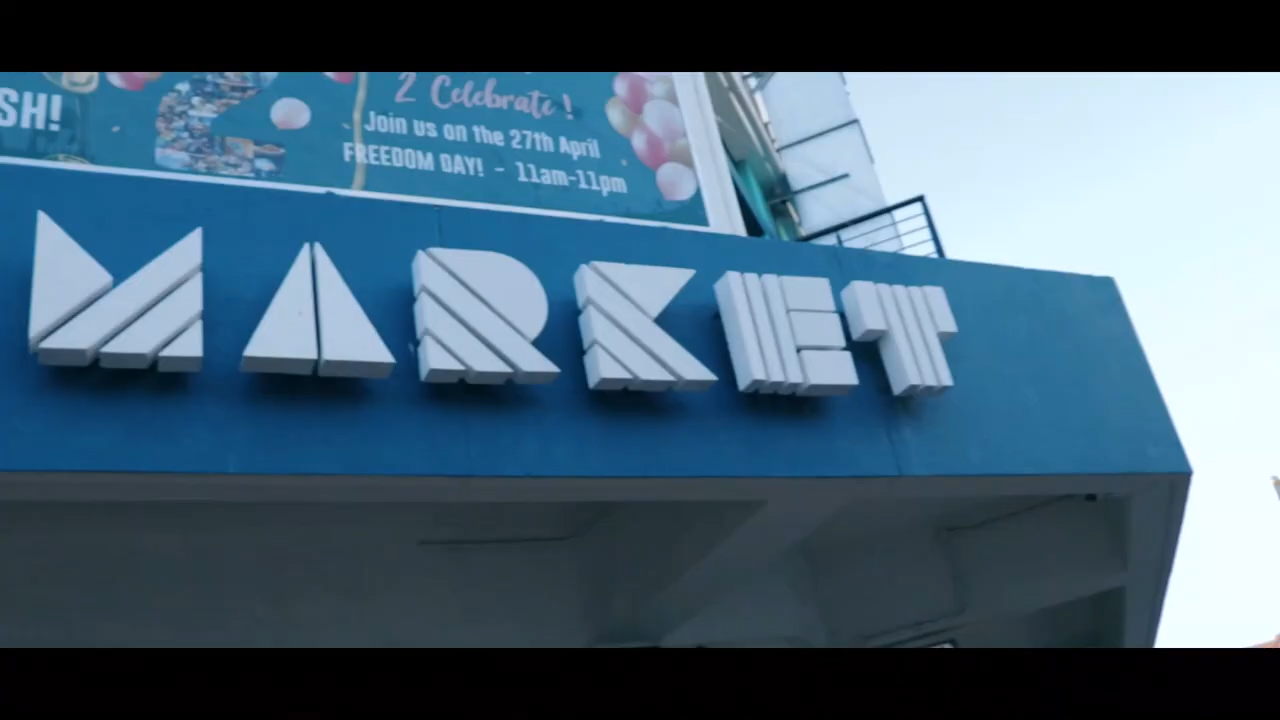 SH!
2 Celebrate!
Join us on the 27th April
FREEDOM DAY! - 11am-11pm
MARKET